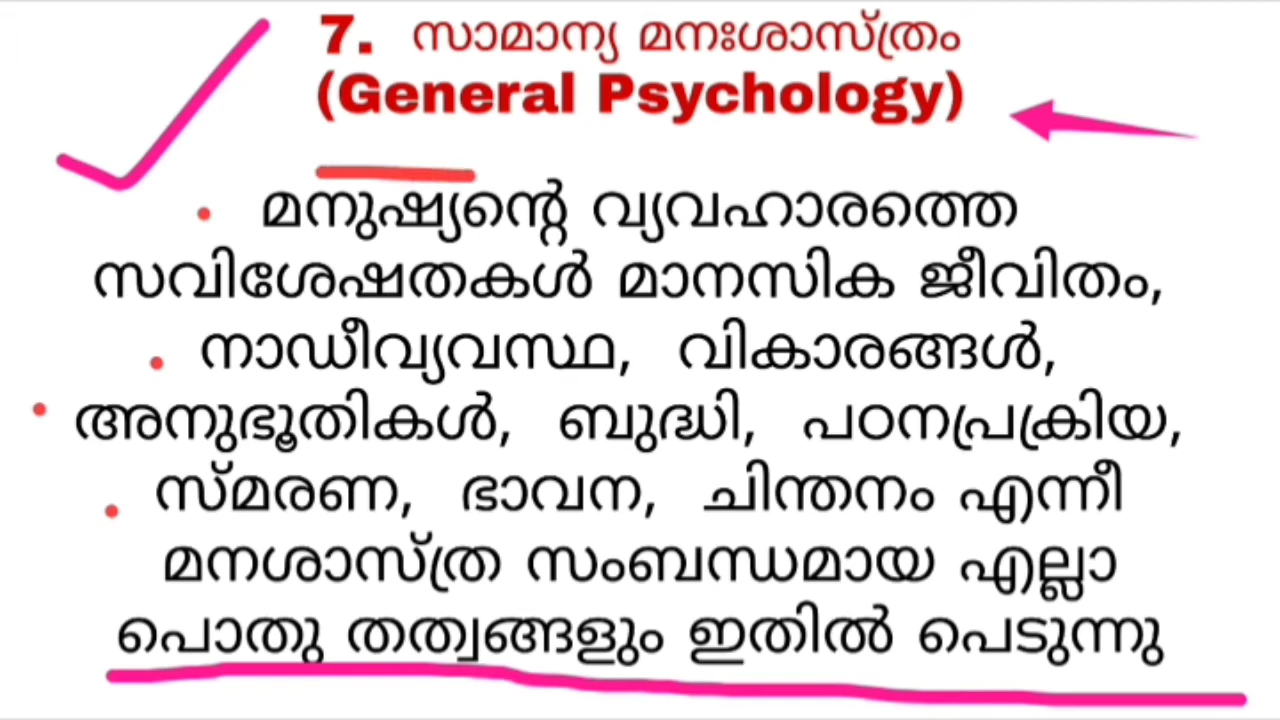 7. സാമാന്യ മനഃശാസ്ത്രം
(General Psychology)
മനുഷ്യന്റെ വ്യവഹാരത്തെ
സവിശേഷതകൾ മാനസിക ജീവിതം,
നാഡീവ്യവസ്ഥ, വികാരങ്ങൾ,
അനുഭൂതികൾ, ബുദ്ധി, പഠനപ്രക്രിയ,
സ്മരണ, ഭാവന, ചിന്തനം എന്നീ
മനശാസ്ത്ര സംബന്ധമായ എല്ലാ
പൊതു തത്വങ്ങളും ഇതിൽ പെടുന്നു